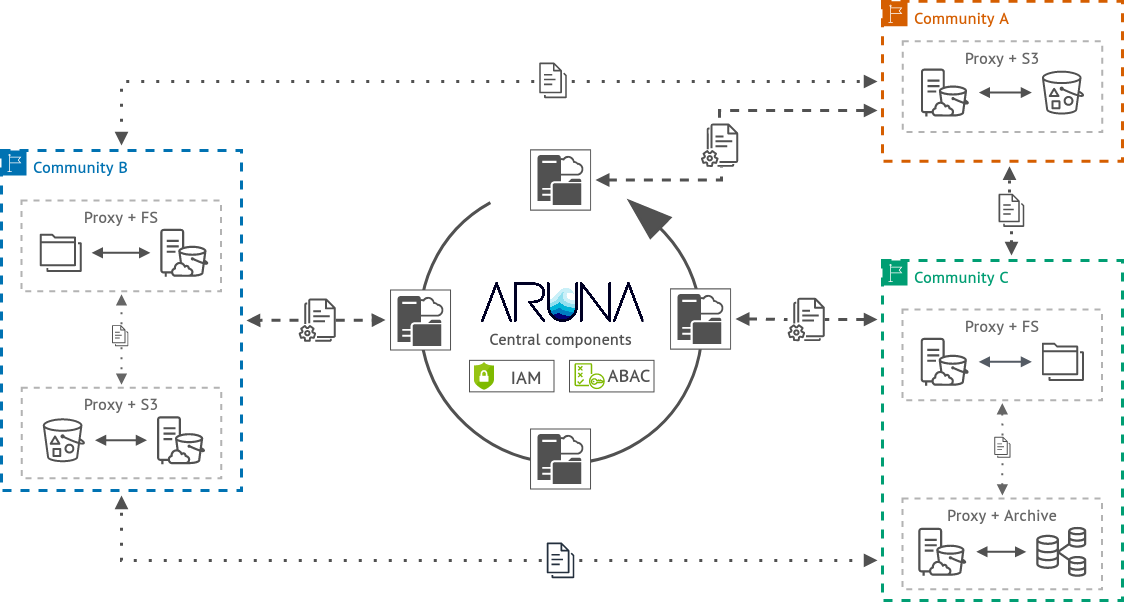 Community A
Proxy + S3
Community B
Proxy + FS
Proxy + S3
ARUNA
Central components
IAM
ABAC
Community C
Proxy + FS
Proxy + Archive